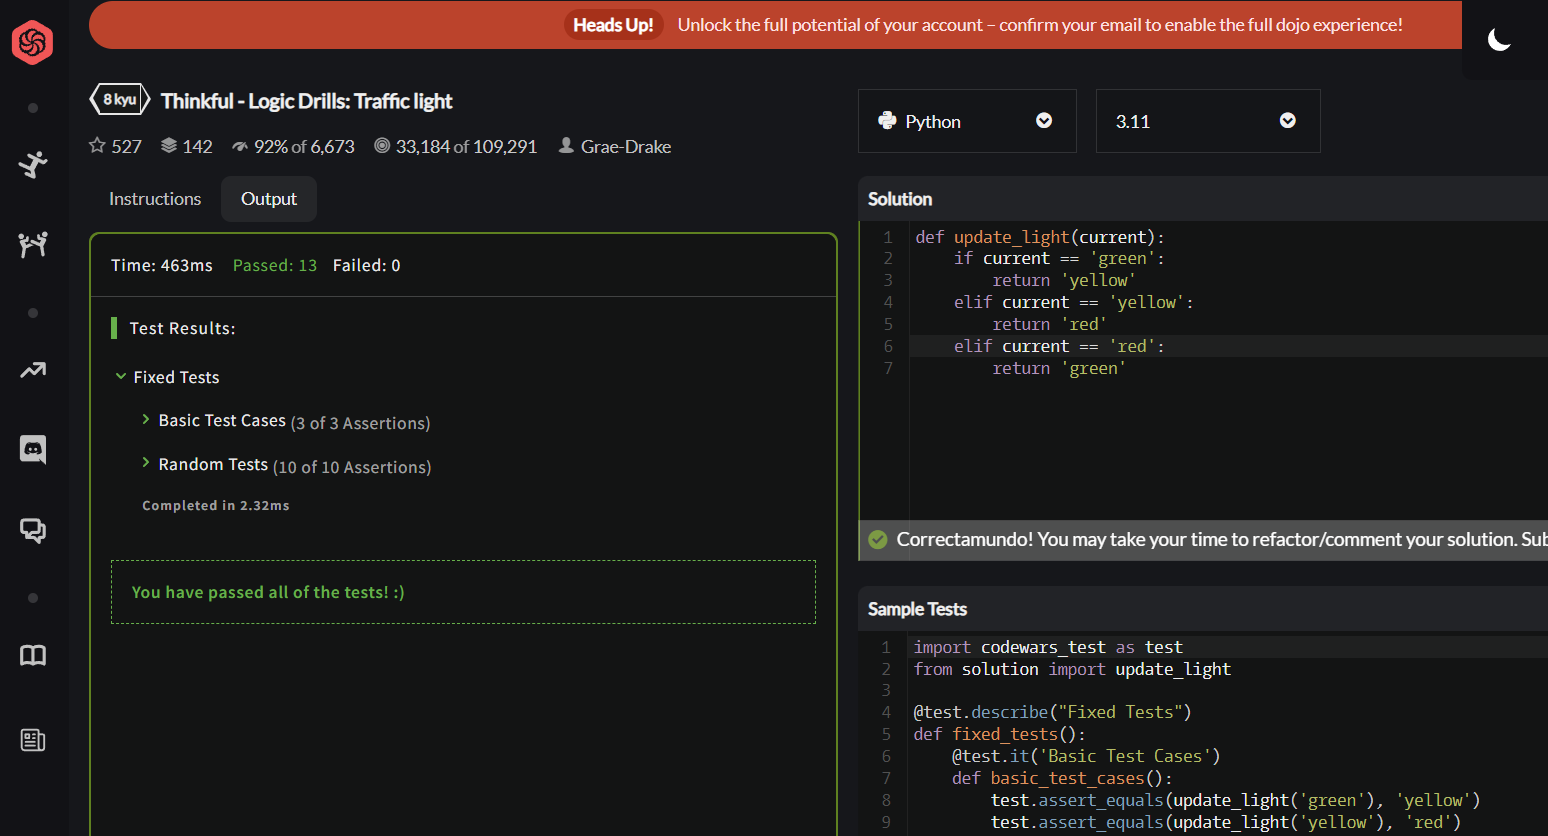 Heads Up! Unlock the full potential of your account – confirm your email to enable the full dojo experience!
8 kyu Thinkful - Logic Drills: Traffic light
527 142 92% of 6,673 33,184 of 109,291 Grae-Drake
Instructions Output
Time: 463ms Passed: 13 Failed: 0
Test Results:
Fixed Tests
Basic Test Cases (3 of 3 Assertions)
Random Tests (10 of 10 Assertions)
Completed in 2.32ms
You have passed all of the tests! :)
Python 3.11
Solution
1 def update_light(current):
2     if current == 'green':
3         return 'yellow'
4     elif current == 'yellow':
5         return 'red'
6     elif current == 'red':
7         return 'green'
Correctamundo! You may take your time to refactor/comment your solution. Sub
Sample Tests
1 import codewars_test as test
2 from solution import update_light
3
4 @test.describe("Fixed Tests")
5 def fixed_tests():
6     @test.it('Basic Test Cases')
7     def basic_test_cases():
8         test.assert_equals(update_light('green'), 'yellow')
9         test.assert_equals(update_light('yellow'), 'red')